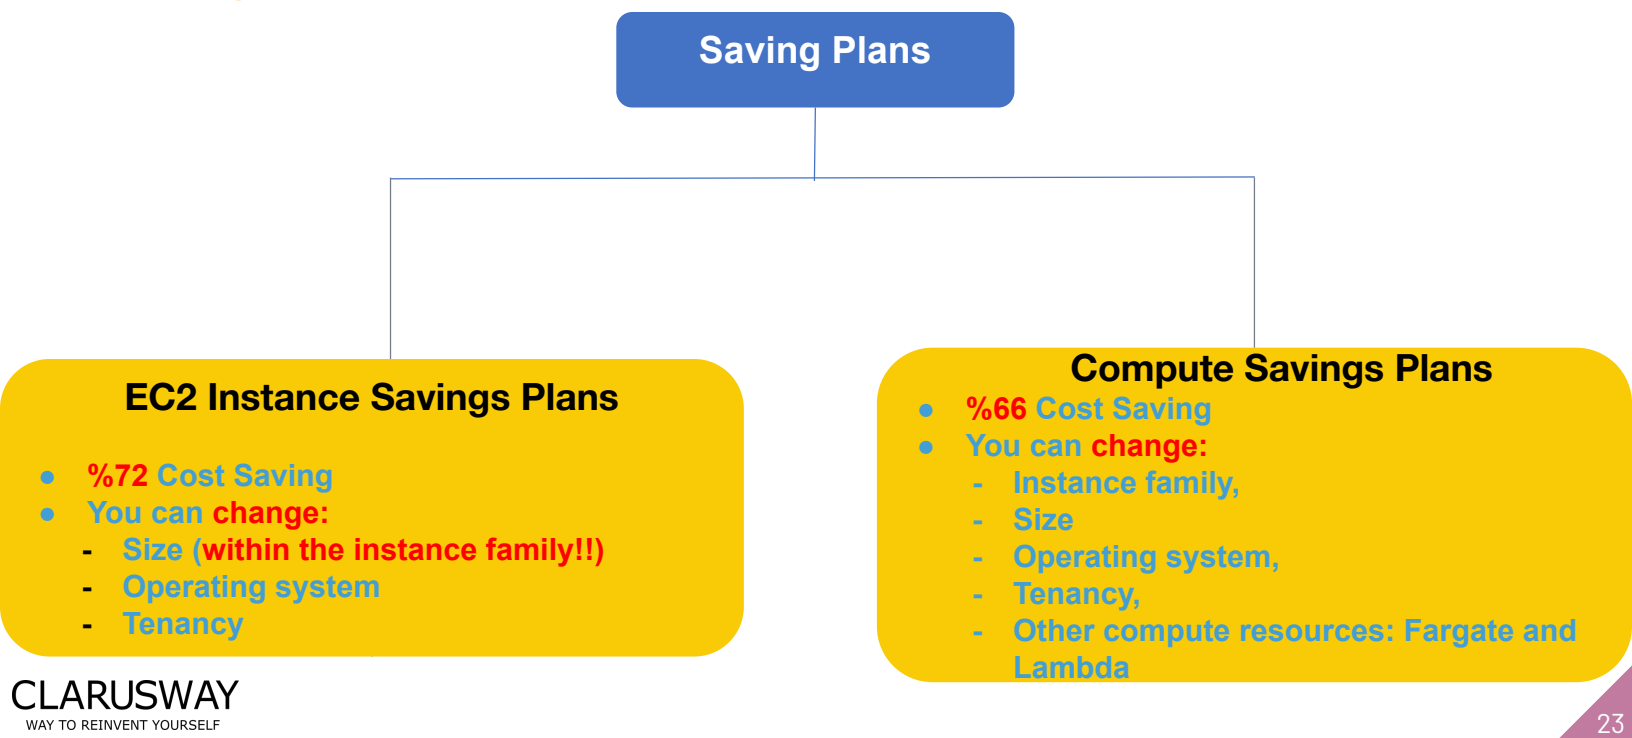 Saving Plans
EC2 Instance Savings Plans
● %72 Cost Saving
● You can change:
- Size (within the instance family!!)
- Operating system
- Tenancy
Compute Savings Plans
● %66 Cost Saving
● You can change:
- Instance family,
- Size
- Operating system,
- Tenancy,
- Other compute resources: Fargate and
Lambda
CLARUSWAY
WAY TO REINVENT YOURSELF
23